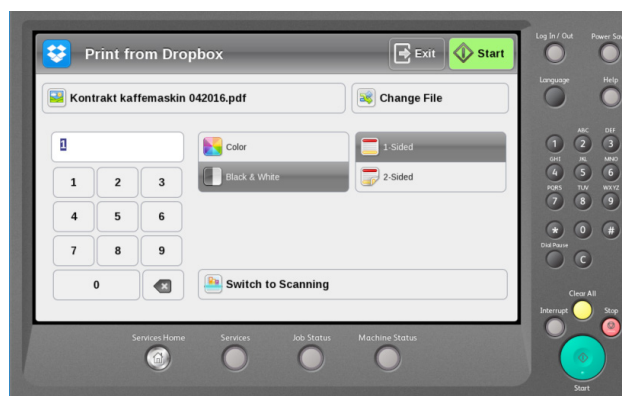 Print from Dropbox
Exit
Start
Kontrakt kaffemaskin 042016.pdf
Change File
1
Color
Black & White
1-Sided
2-Sided
1 2 3
4 5 6
7 8 9
0
Switch to Scanning
Services Home
Services
Job Status
Machine Status
Log In / Out
Power Sa
Language
Help
ABC DEF
1 2 3
GHI JKL MNO
4 5 6
PQRS TUV WXYZ
7 8 9
* 0 #
Dial Pause
C
Clear All
Interrupt
Stop
Start